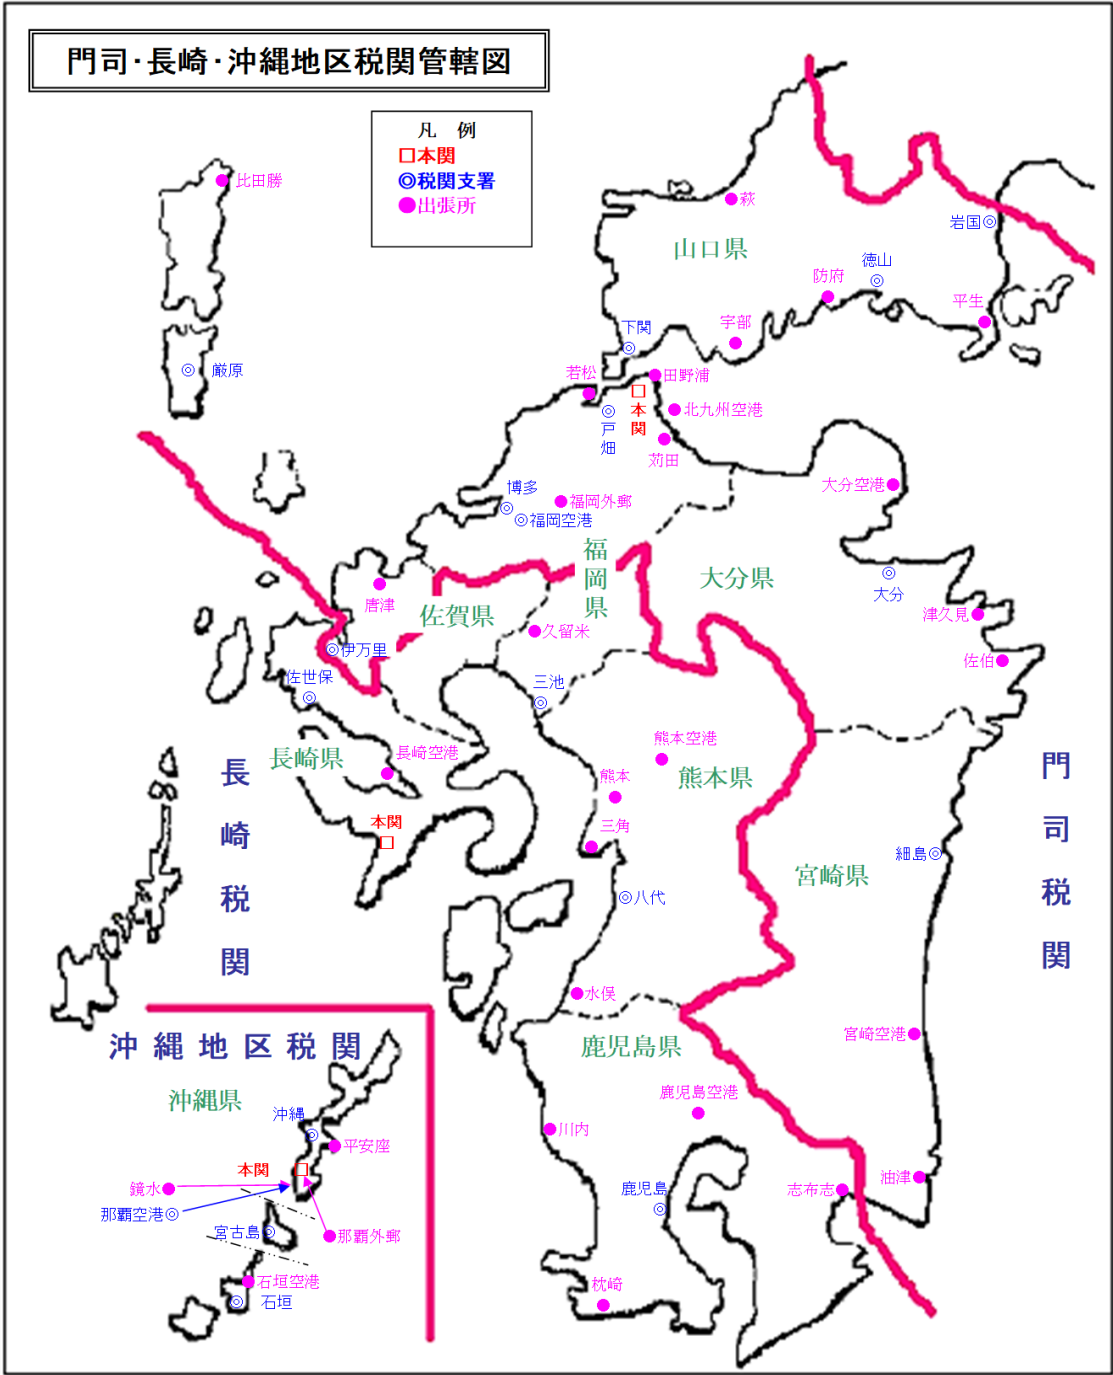 門司・長崎・沖縄地区税関管轄図
凡 例
□本関
◎税関支署
●出張所
比田勝
厳原
萩
岩国
山口県
徳山
防府
平生
宇部
下関
若松
田野浦
本関
北九州空港
戸畑
苅田
大分空港
博多
福岡外郵
福岡空港
福岡県
大分県
大分
唐津
佐賀県
津久見
久留米
伊万里
佐伯
佐世保
三池
長崎県
長崎空港
熊本空港
熊本県
熊本
長崎税関
門司税関
本関
三角
細島
宮崎県
八代
水俣
宮崎空港
鹿児島県
沖縄地区税関
沖縄県
沖縄
平安座
本関
鏡水
那覇空港
宮古島
那覇外郵
石垣空港
石垣
鹿児島空港
川内
鹿児島
志布志
油津
枕崎